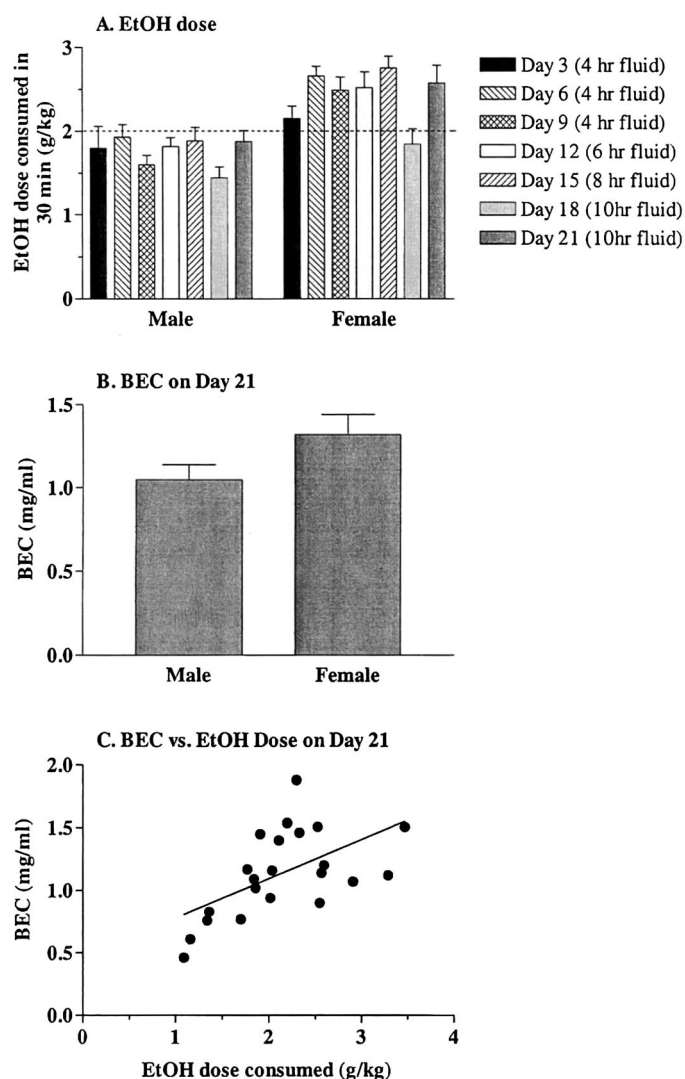 A. EtOH dose
EtOH dose consumed in
30 min (g/kg)
3
2
1
0
Male
Female
Day 3 (4 hr fluid)
Day 6 (4 hr fluid)
Day 9 (4 hr fluid)
Day 12 (6 hr fluid)
Day 15 (8 hr fluid)
Day 18 (10hr fluid)
Day 21 (10hr fluid)
B. BEC on Day 21
BEC (mg/ml)
1.5
1.0
0.5
0.0
Male
Female
C. BEC vs. EtOH Dose on Day 21
BEC (mg/ml)
2.0
1.5
1.0
0.5
0.0
0
1
2
3
4
EtOH dose consumed (g/kg)